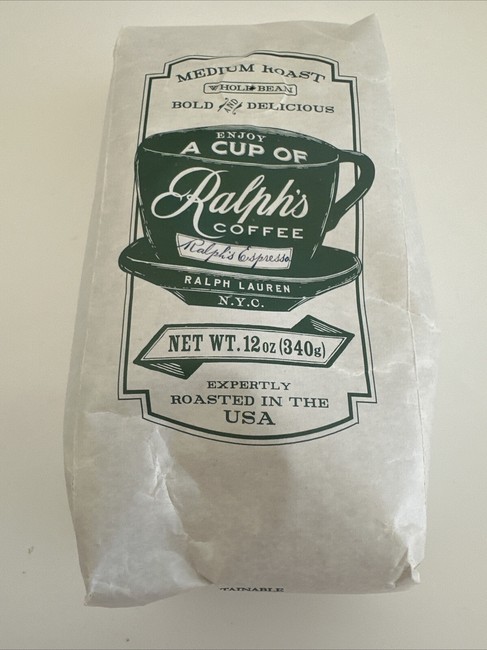 MEDIUM ROAST
WHOLE BEAN
BOLD AND DELICIOUS
ENJOY
A CUP OF
Ralph's
COFFEE
Ralph's Espresso
RALPH LAUREN
N.Y.C.
NET WT. 12 oz (340g)
EXPERTLY
ROASTED IN THE
USA
TAINABLE